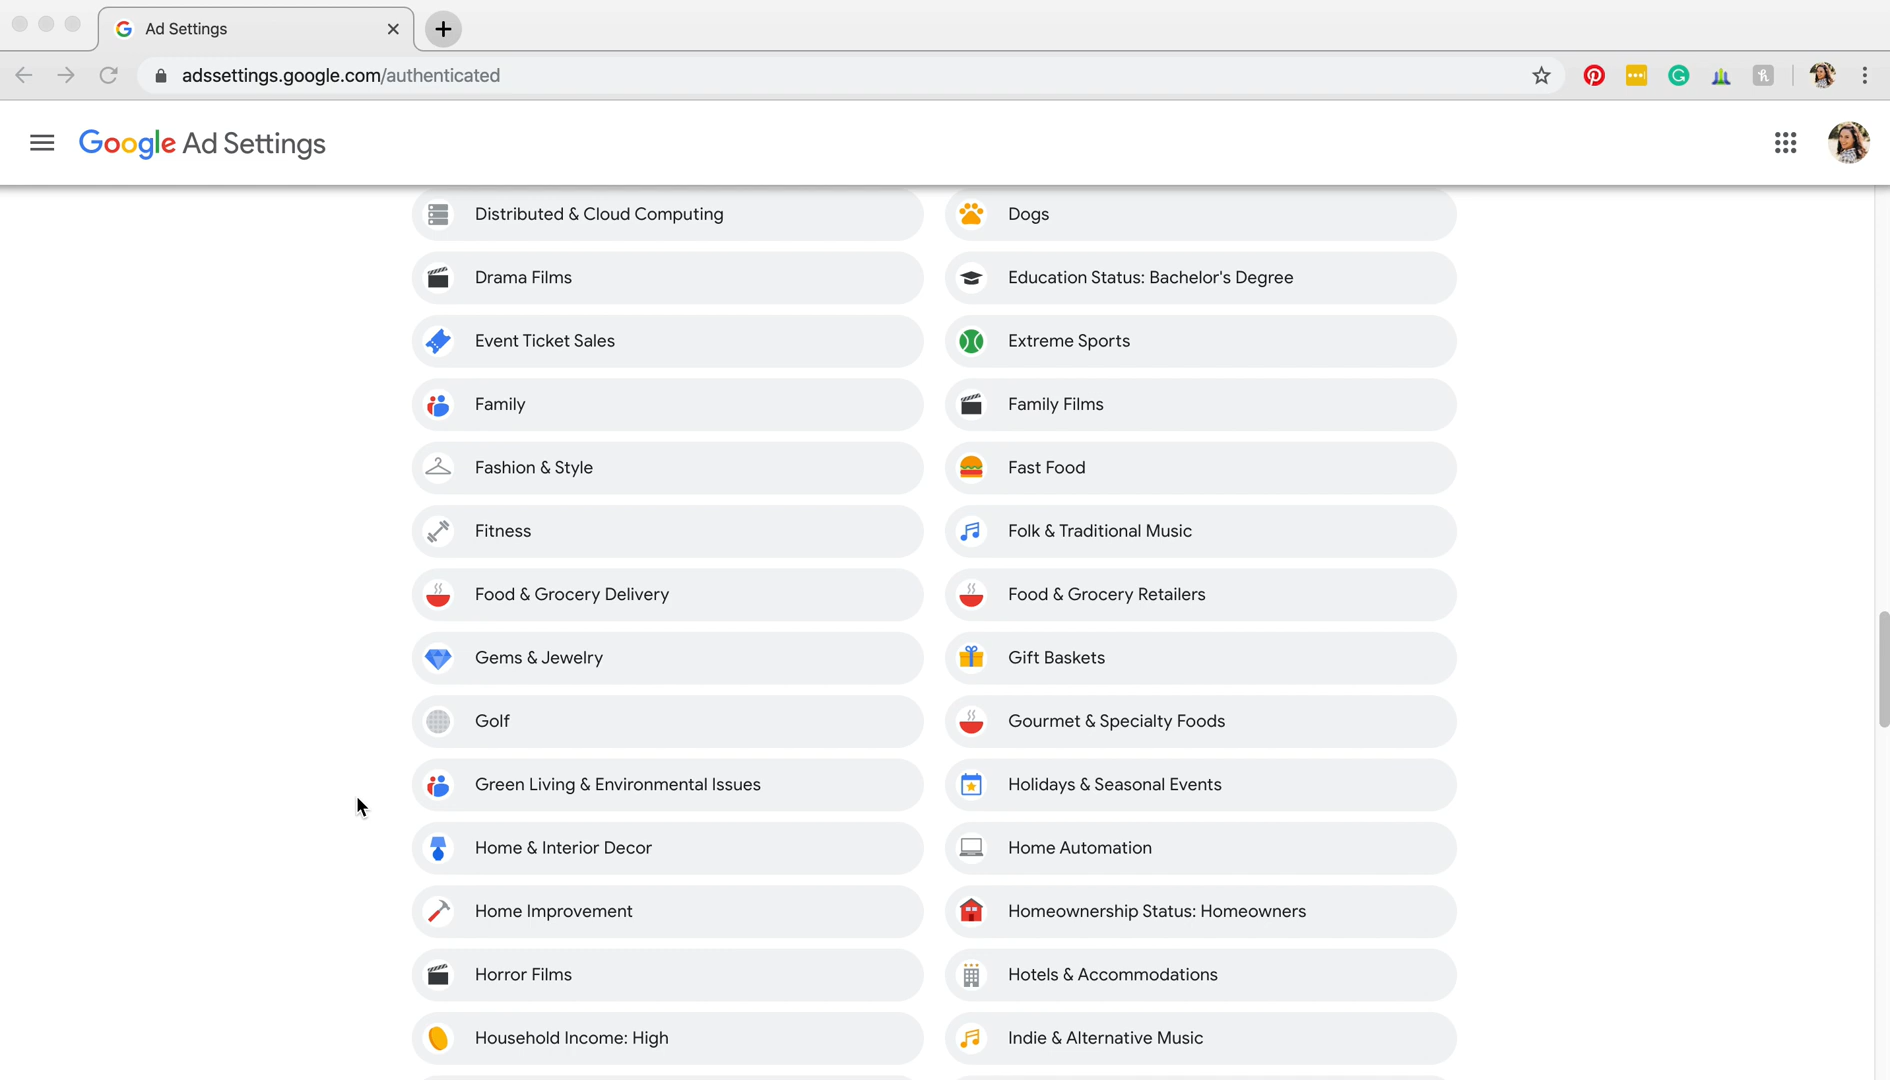 Ad Settings
adssettings.google.com/authenticated
Google Ad Settings
Distributed & Cloud Computing
Dogs
Drama Films
Education Status: Bachelor's Degree
Event Ticket Sales
Extreme Sports
Family
Family Films
Fashion & Style
Fast Food
Fitness
Folk & Traditional Music
Food & Grocery Delivery
Food & Grocery Retailers
Gems & Jewelry
Gift Baskets
Golf
Gourmet & Specialty Foods
Green Living & Environmental Issues
Holidays & Seasonal Events
Home & Interior Decor
Home Automation
Home Improvement
Homeownership Status: Homeowners
Horror Films
Hotels & Accommodations
Household Income: High
Indie & Alternative Music